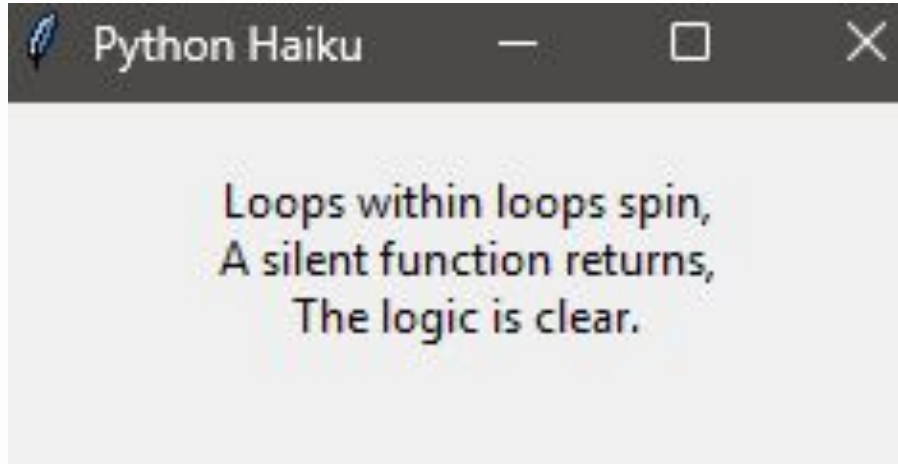 Python Haiku
Loops within loops spin,
A silent function returns,
The logic is clear.